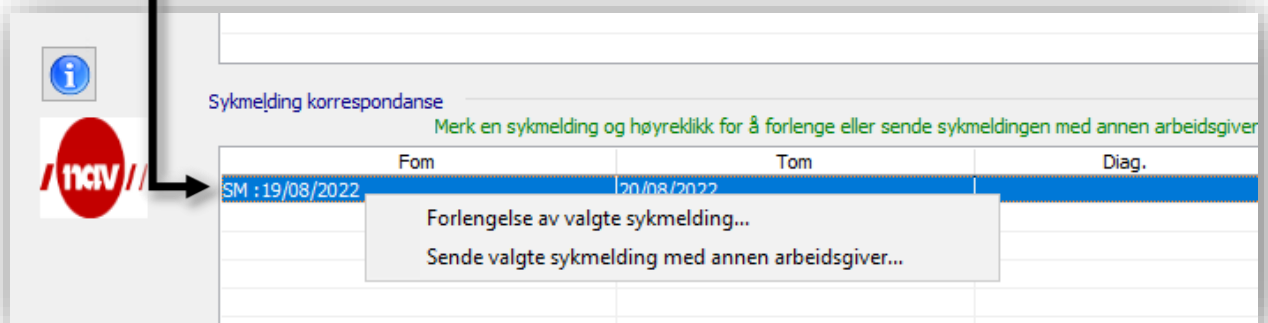 Sykmelding korrespondanse
Merk en sykmelding og høyreklikk for å forlenge eller sende sykmeldingen med annen arbeidsgiver
Fom Tom Diag.
/nav//
SM :19/08/2022 20/08/2022
Forlengelse av valgte sykmelding...
Sende valgte sykmelding med annen arbeidsgiver...